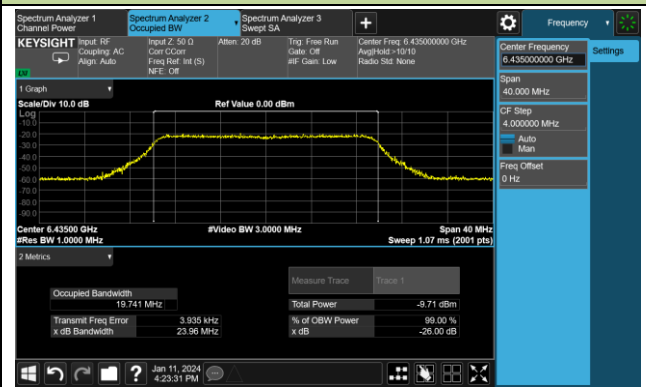 Spectrum Analyzer 1
Channel Power
Spectrum Analyzer 2
Occupied BW
Spectrum Analyzer 3
Swept SA
+
Frequency
KEYSIGHT
LXI
Input: RF
Coupling: AC
Align: Auto
Input Z: 50 Ω
Corr CCorr
Freq Ref: Int (S)
NFE: Off
Atten: 20 dB
Trig: Free Run
Gate: Off
#IF Gain: Low
Center Freq: 6.435000000 GHz
Avg|Hold:>10/10
Radio Std: None
Center Frequency
6.435000000 GHz
Settings
Span
40.000 MHz
CF Step
4.000000 MHz
Auto
Man
Freq Offset
0 Hz
1 Graph
Scale/Div 10.0 dB
Ref Value 0.00 dBm
Log
-10.0
-20.0
-30.0
-40.0
-50.0
-60.0
-70.0
-80.0
-90.0
Center 6.43500 GHz
#Video BW 3.0000 MHz
Span 40 MHz
#Res BW 1.0000 MHz
Sweep 1.07 ms (2001 pts)
2 Metrics
Measure Trace
Trace 1
Occupied Bandwidth
19.741 MHz
Total Power
-9.71 dBm
Transmit Freq Error
3.935 kHz
% of OBW Power
99.00 %
x dB Bandwidth
23.96 MHz
x dB
-26.00 dB
?
Jan 11, 2024
4:23:31 PM